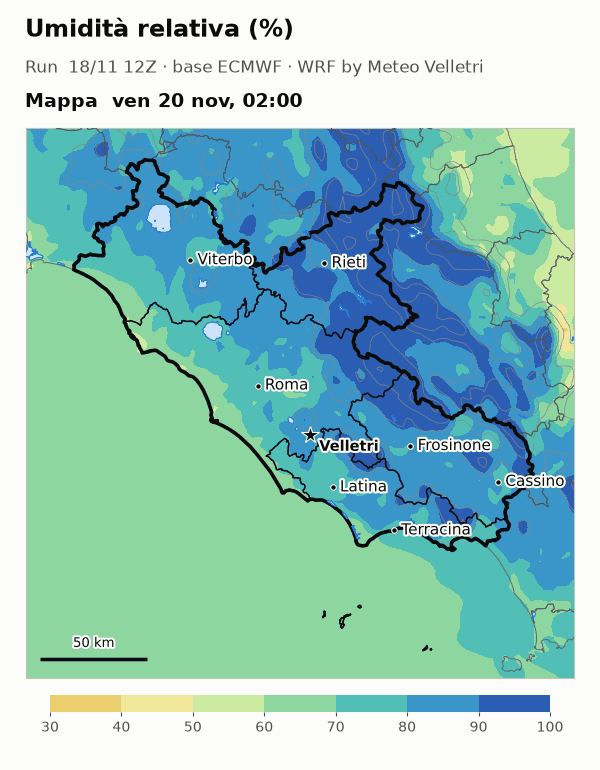 Umidità relativa (%)
Run  18/11 12Z · base ECMWF · WRF by Meteo Velletri
Mappa  ven 20 nov, 02:00
Viterbo
Rieti
Roma
Velletri
Frosinone
Latina
Cassino
Terracina
50 km
30 40 50 60 70 80 90 100